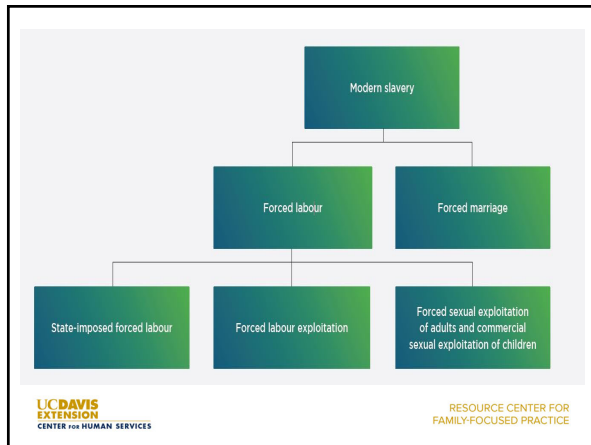 Modern slavery
Forced labour
Forced marriage
State-imposed forced labour
Forced labour exploitation
Forced sexual exploitation
of adults and commercial
sexual exploitation of children
UCDAVIS
EXTENSION
CENTER FOR HUMAN SERVICES
RESOURCE CENTER FOR
FAMILY-FOCUSED PRACTICE